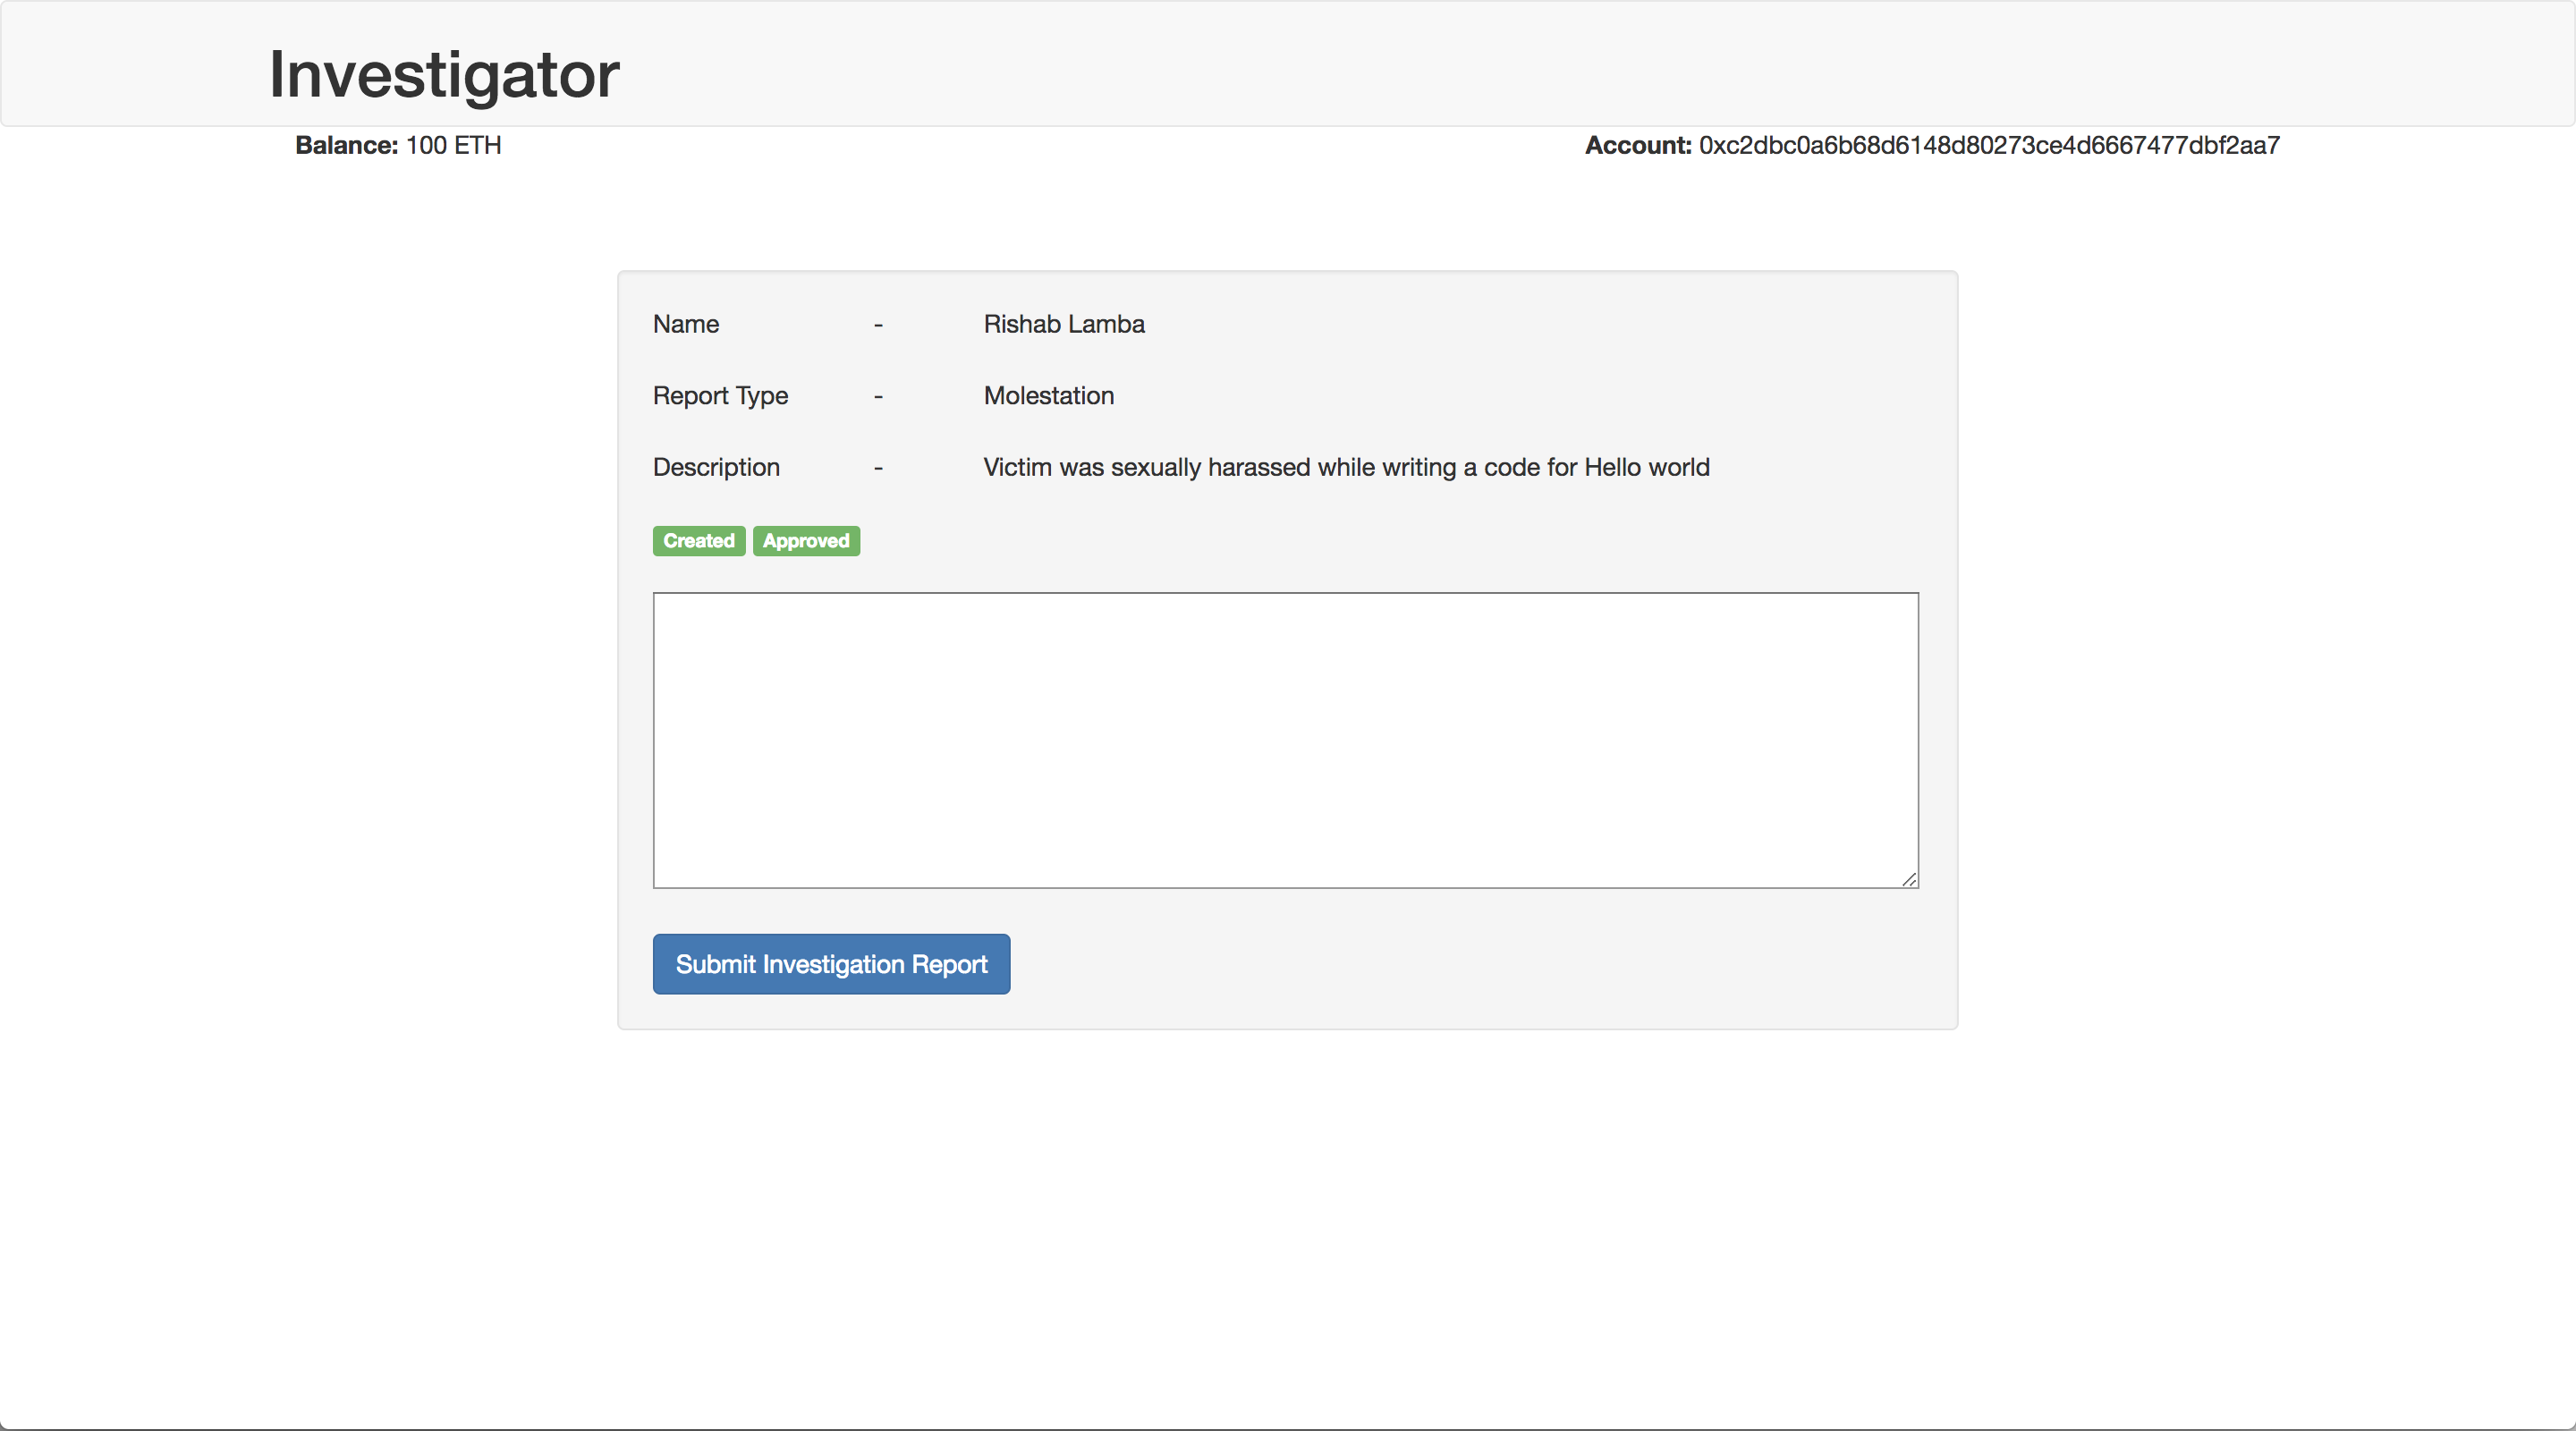 Investigator
Balance: 100 ETH
Account: 0xc2dbc0a6b68d6148d80273ce4d6667477dbf2aa7
Name - Rishab Lamba
Report Type - Molestation
Description - Victim was sexually harassed while writing a code for Hello world
Created Approved
Submit Investigation Report